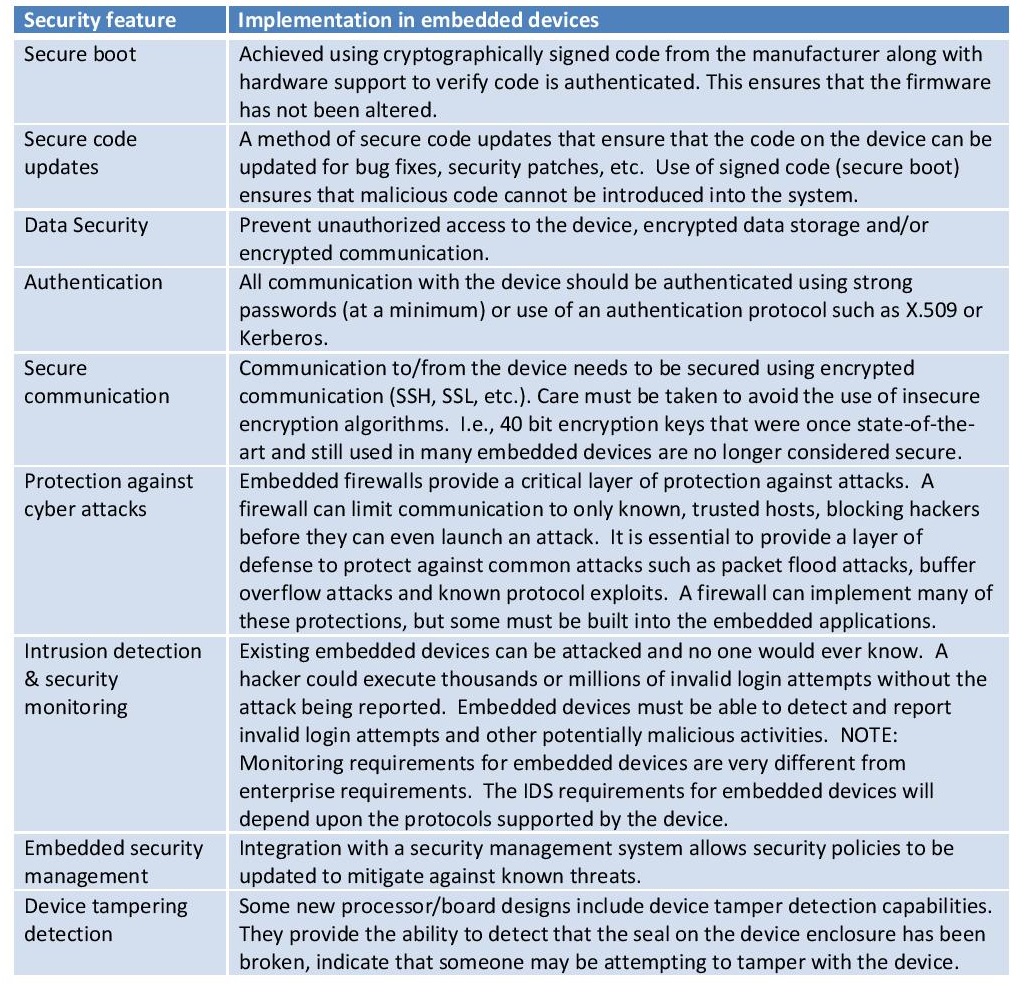 Security feature Implementation in embedded devices
Secure boot
Achieved using cryptographically signed code from the manufacturer along with
hardware support to verify code is authenticated. This ensures that the firmware
has not been altered.
Secure code
updates
A method of secure code updates that ensure that the code on the device can be
updated for bug fixes, security patches, etc. Use of signed code (secure boot)
ensures that malicious code cannot be introduced into the system.
Data Security
Prevent unauthorized access to the device, encrypted data storage and/or
encrypted communication.
Authentication
All communication with the device should be authenticated using strong
passwords (at a minimum) or use of an authentication protocol such as X.509 or
Kerberos.
Secure
communication
Communication to/from the device needs to be secured using encrypted
communication (SSH, SSL, etc.). Care must be taken to avoid the use of insecure
encryption algorithms. I.e., 40 bit encryption keys that were once state-of-the-
art and still used in many embedded devices are no longer considered secure.
Protection against
cyber attacks
Embedded firewalls provide a critical layer of protection against attacks. A
firewall can limit communication to only known, trusted hosts, blocking hackers
before they can even launch an attack. It is essential to provide a layer of
defense to protect against common attacks such as packet flood attacks, buffer
overflow attacks and known protocol exploits. A firewall can implement many of
these protections, but some must be built into the embedded applications.
Intrusion detection
& security
monitoring
Existing embedded devices can be attacked and no one would ever know. A
hacker could execute thousands or millions of invalid login attempts without the
attack being reported. Embedded devices must be able to detect and report
invalid login attempts and other potentially malicious activities. NOTE:
Monitoring requirements for embedded devices are very different from
enterprise requirements. The IDS requirements for embedded devices will
depend upon the protocols supported by the device.
Embedded security
management
Integration with a security management system allows security policies to be
updated to mitigate against known threats.
Device tampering
detection
Some new processor/board designs include device tamper detection capabilities.
They provide the ability to detect that the seal on the device enclosure has been
broken, indicate that someone may be attempting to tamper with the device.